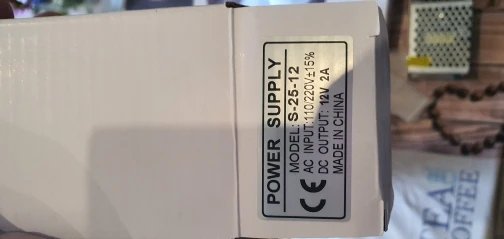 POWER SUPPLY
MODEL: S-25-12
AC INPUT:110/220V±15%
DC OUTPUT: 12V 2A
MADE IN CHINA
CE